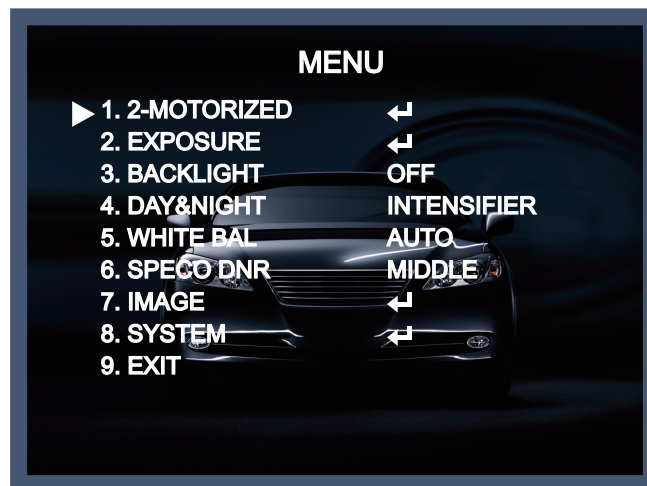 MENU
1. 2-MOTORIZED ↵
2. EXPOSURE ↵
3. BACKLIGHT OFF
4. DAY&NIGHT INTENSIFIER
5. WHITE BAL AUTO
6. SPECO DNR MIDDLE
7. IMAGE ↵
8. SYSTEM ↵
9. EXIT